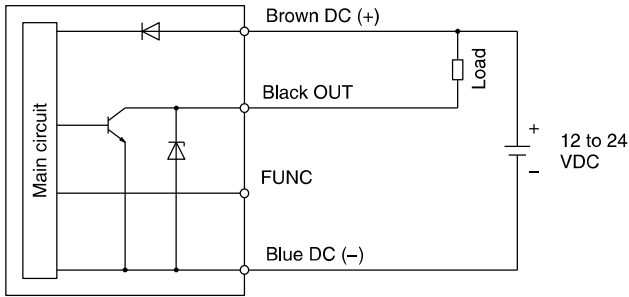 Brown DC (+)
Load
Black OUT
Main circuit
+
12 to 24
VDC
−
FUNC
Blue DC (−)